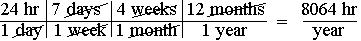 24 hr 7 days 4 weeks 12 months = 8064 hr
1 day 1 week 1 month 1 year year